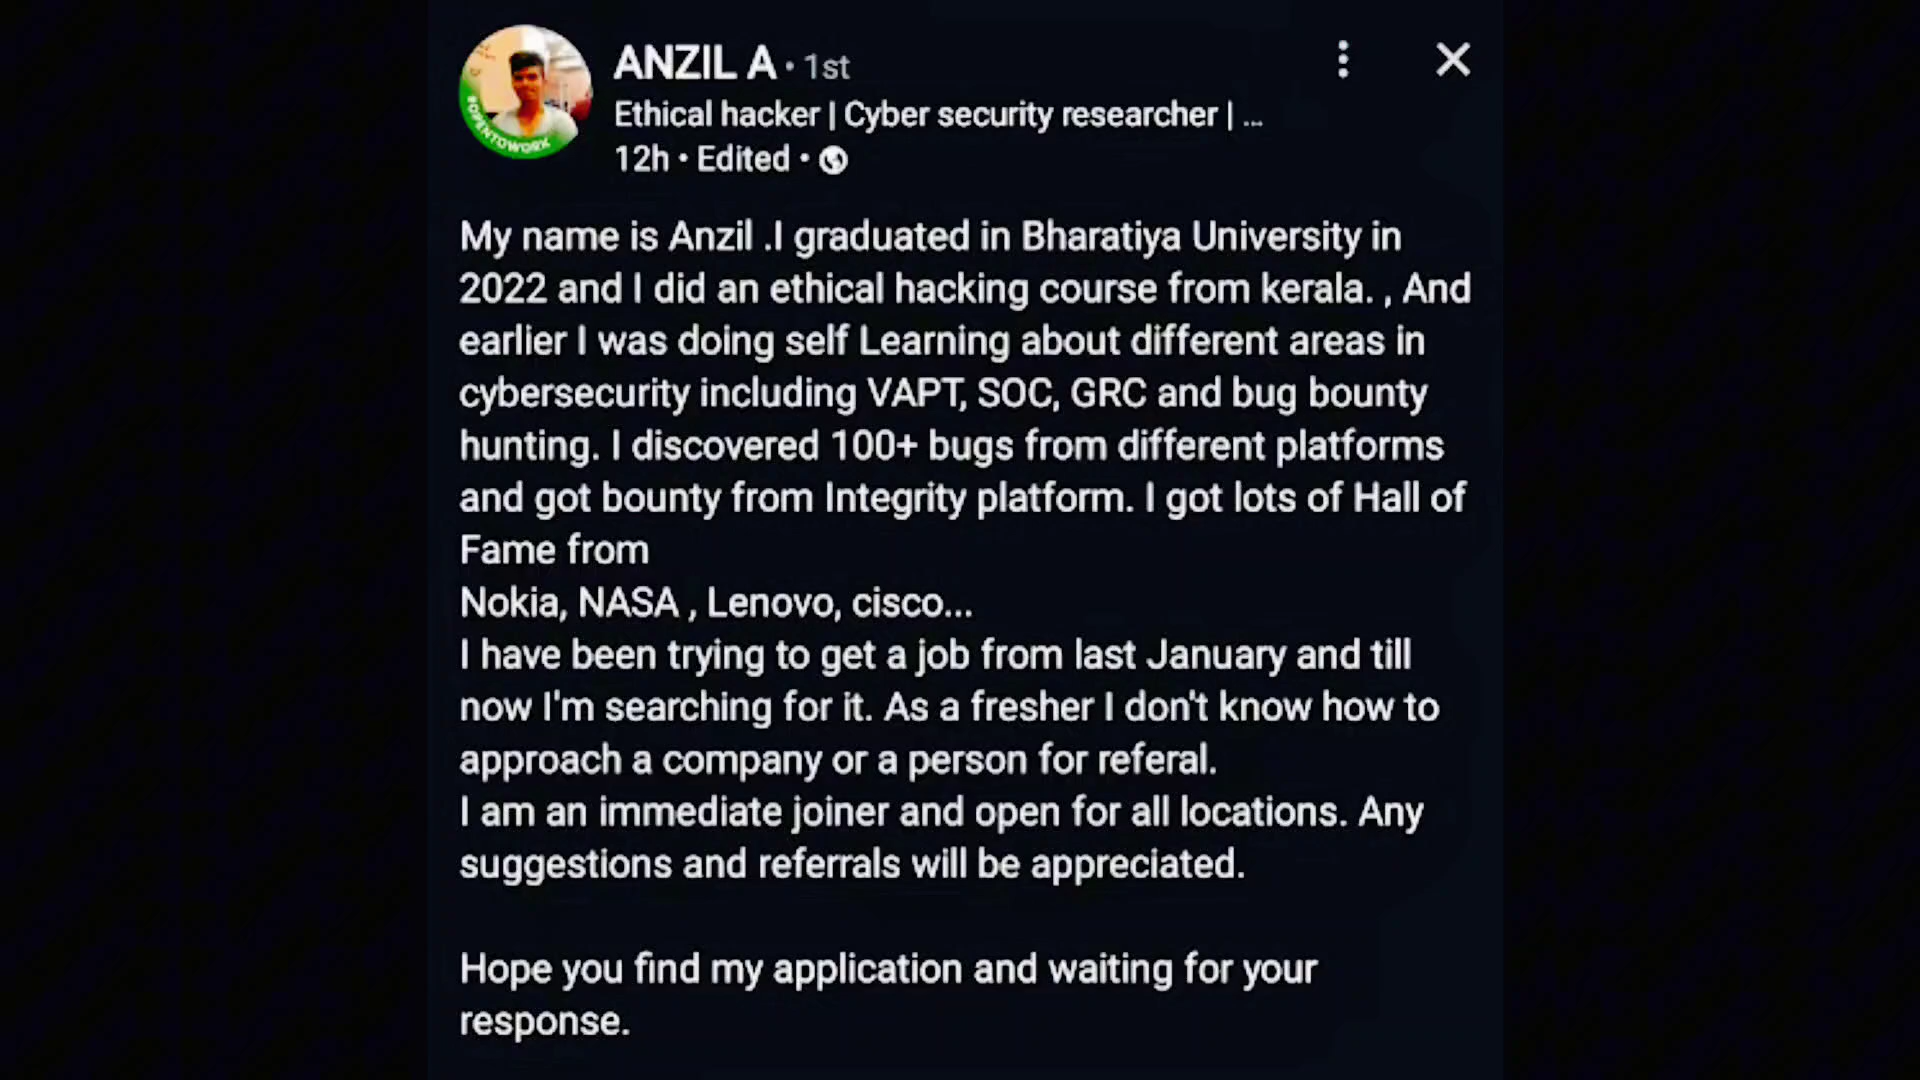 ANZIL A • 1st
Ethical hacker | Cyber security researcher | ...
12h • Edited •
#OPENTOWORK
My name is Anzil .I graduated in Bharatiya University in
2022 and I did an ethical hacking course from kerala. , And
earlier I was doing self Learning about different areas in
cybersecurity including VAPT, SOC, GRC and bug bounty
hunting. I discovered 100+ bugs from different platforms
and got bounty from Integrity platform. I got lots of Hall of
Fame from
Nokia, NASA , Lenovo, cisco...
I have been trying to get a job from last January and till
now I'm searching for it. As a fresher I don't know how to
approach a company or a person for referal.
I am an immediate joiner and open for all locations. Any
suggestions and referrals will be appreciated.
Hope you find my application and waiting for your
response.